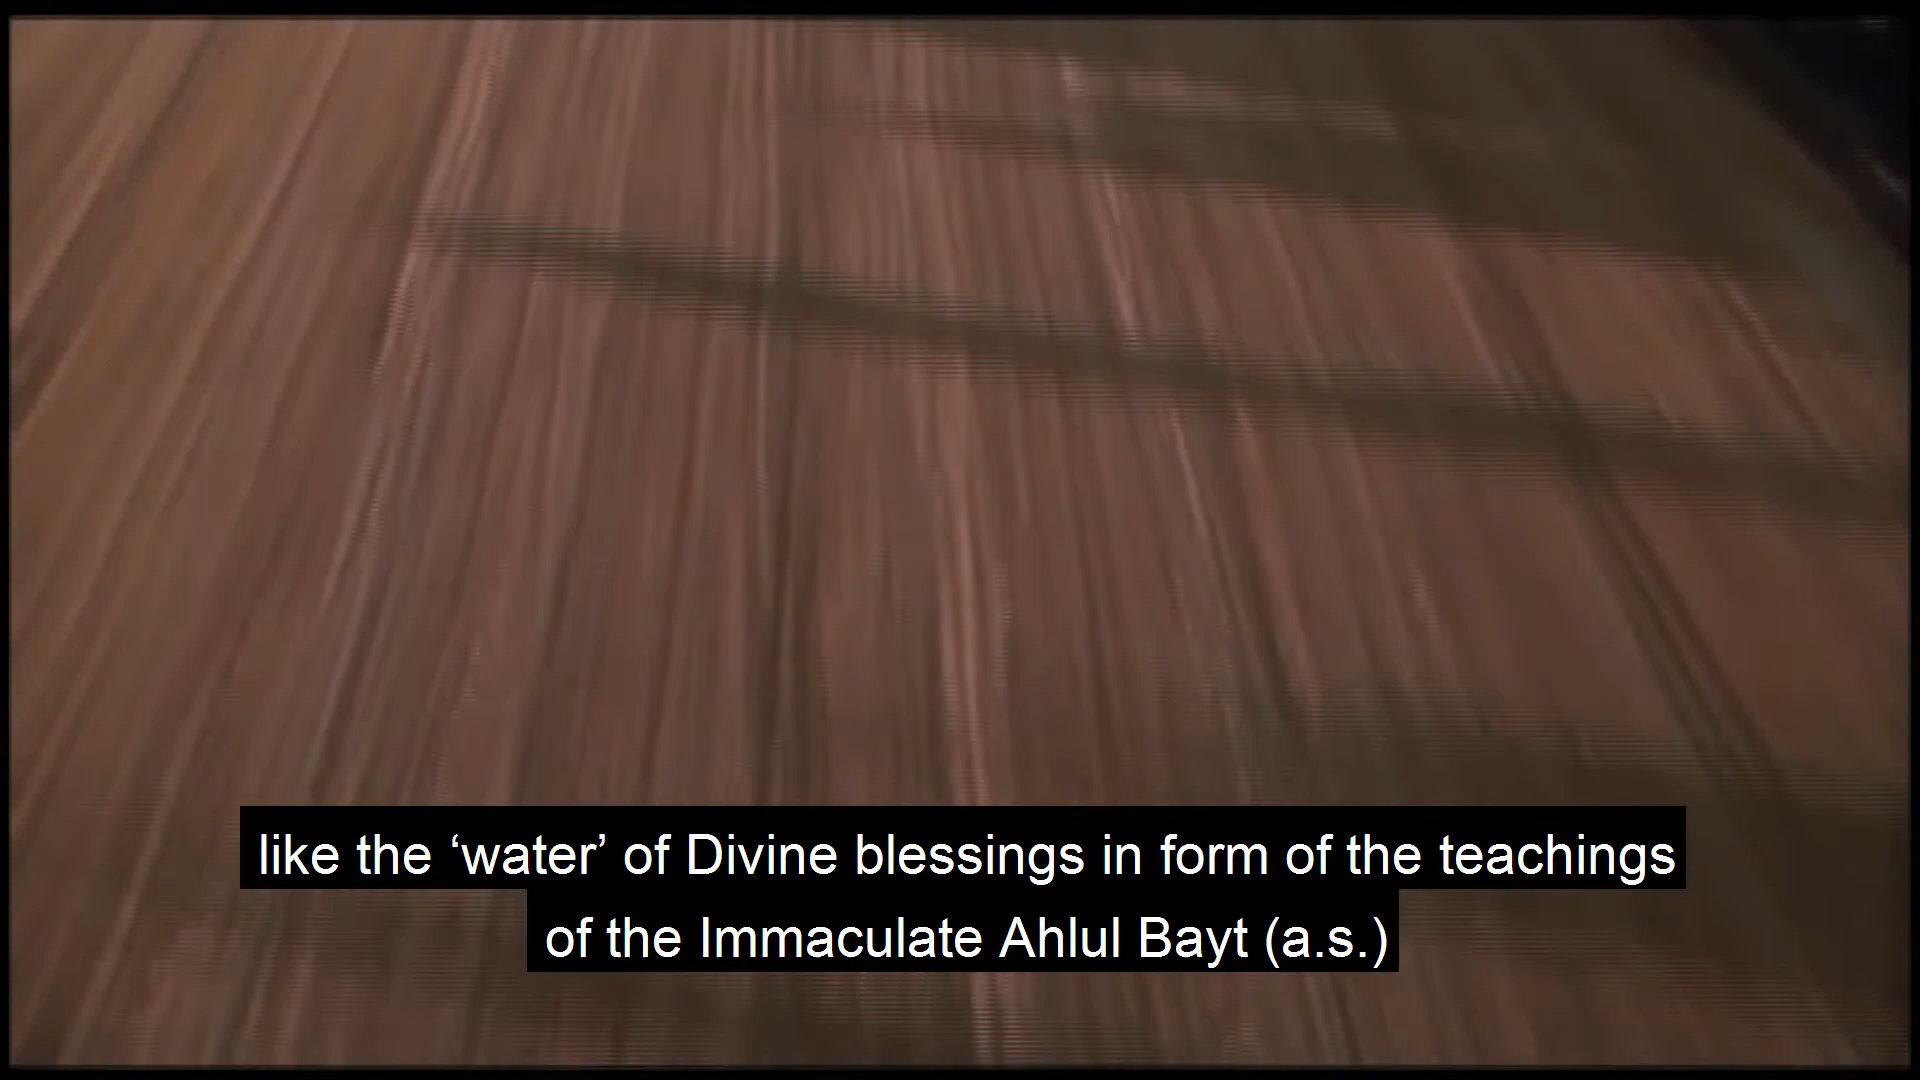 like the ‘water’ of Divine blessings in form of the teachings
of the Immaculate Ahlul Bayt (a.s.)